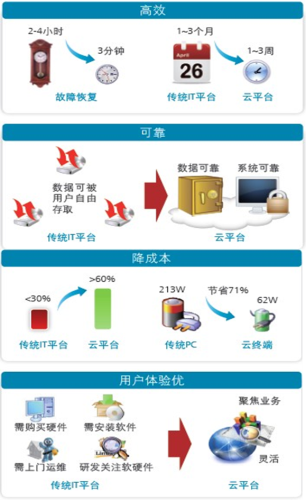 高效
2-4小时
3分钟
故障恢复
1~3个月
April
26
1~3周
传统IT平台
云平台
可靠
数据可被
用户自由
存取
传统IT平台
数据可靠
系统可靠
云平台
降成本
<30%
>60%
传统IT平台
云平台
213W
节省71%
62W
传统PC
云终端
用户体验优
需购买硬件
需安装软件
需上门运维
研发关注软硬件
传统IT平台
聚焦业务
灵活
云平台